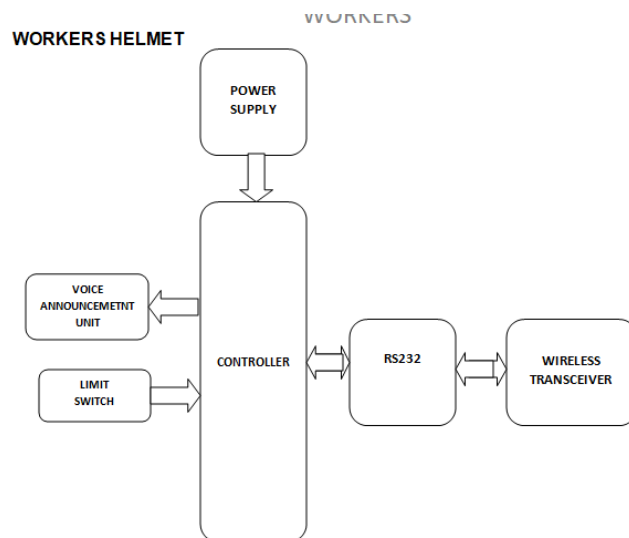 WORKERS
WORKERS HELMET
POWER
SUPPLY
VOICE
ANNOUNCEMETNT
UNIT
LIMIT
SWITCH
CONTROLLER
RS232
WIRELESS
TRANSCEIVER